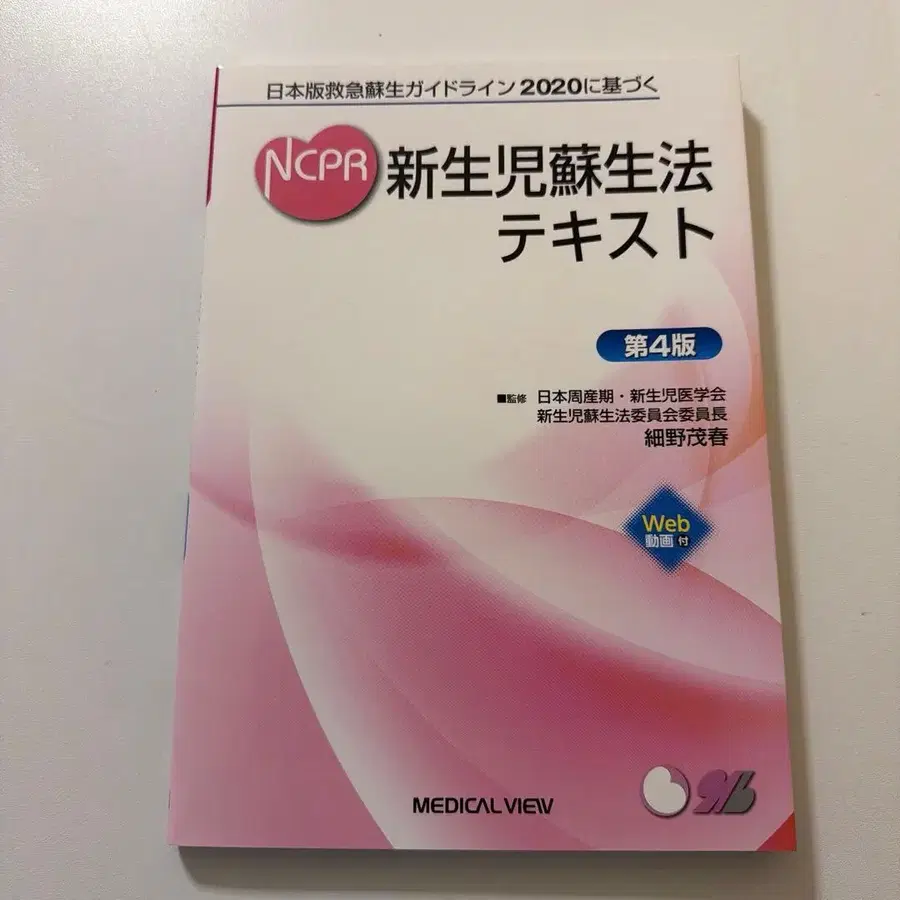 日本版救急蘇生ガイドライン2020に基づく
NCPR
新生児蘇生法
テキスト
第4版
■監修 日本周産期・新生児医学会
新生児蘇生法委員会委員長
細野茂春
Web
動画付
MEDICAL VIEW